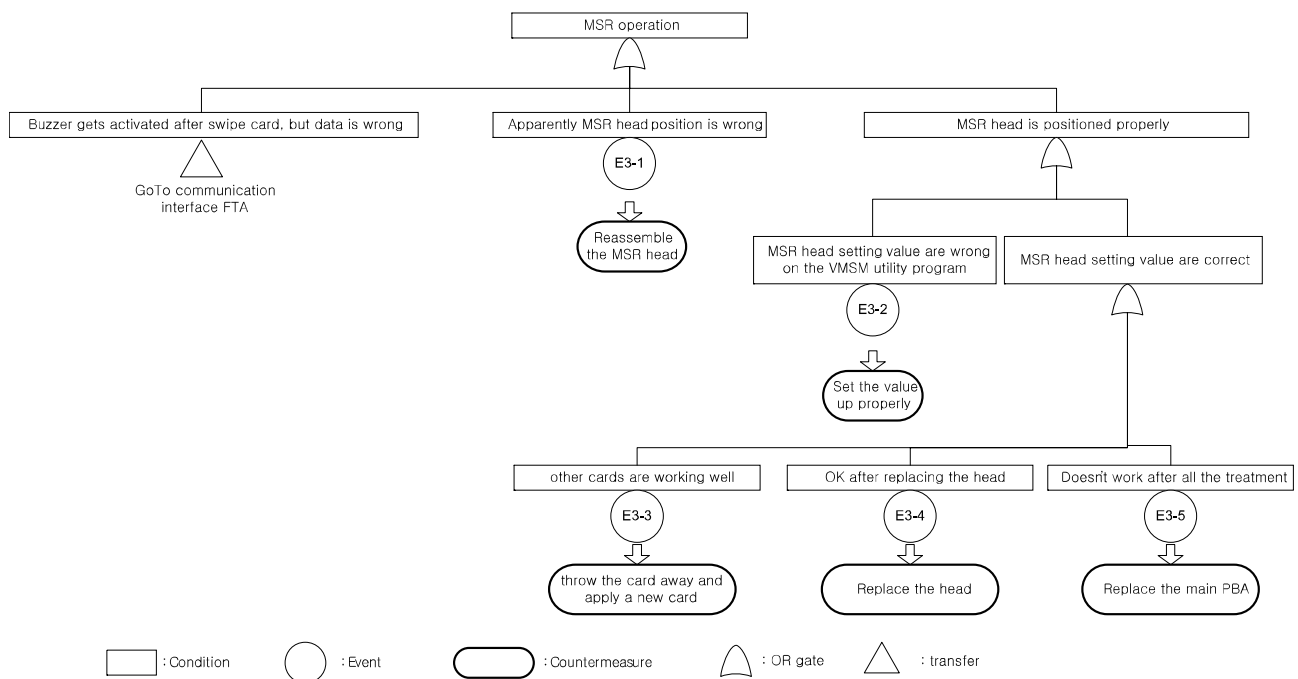 MSR operation
Buzzer gets activated after swipe card, but data is wrong
Apparently MSR head position is wrong
MSR head is positioned properly
E3-1
GoTo communication
interface FTA
Reassemble
the MSR head
MSR head setting value are wrong
on the VMSM utility program
MSR head setting value are correct
E3-2
Set the value
up properly
other cards are working well
OK after replacing the head
Doesn't work after all the treatment
E3-3
E3-4
E3-5
throw the card away and
apply a new card
Replace the head
Replace the main PBA
: Condition
: Event
: Countermeasure
: OR gate
: transfer